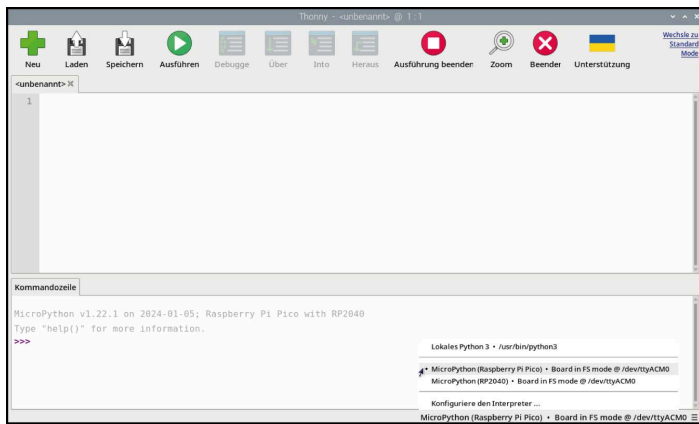 Thonny - <unbenannt> @ 1:1
Neu Laden Speichern Ausführen Debugge Über Into Heraus Ausführung beenden Zoom Beenden Unterstützung
Wechsle zu
Standard
Mode
<unbenannt>
1
Kommandozeile
MicroPython v1.22.1 on 2024-01-05; Raspberry Pi Pico with RP2040
Type "help()" for more information.
>>>
Lokales Python 3 • /usr/bin/python3
• MicroPython (Raspberry Pi Pico) • Board in FS mode @ /dev/ttyACM0
MicroPython (RP2040) • Board in FS mode @ /dev/ttyACM0
Konfiguriere den Interpreter ...
MicroPython (Raspberry Pi Pico) • Board in FS mode @ /dev/ttyACM0 ≡